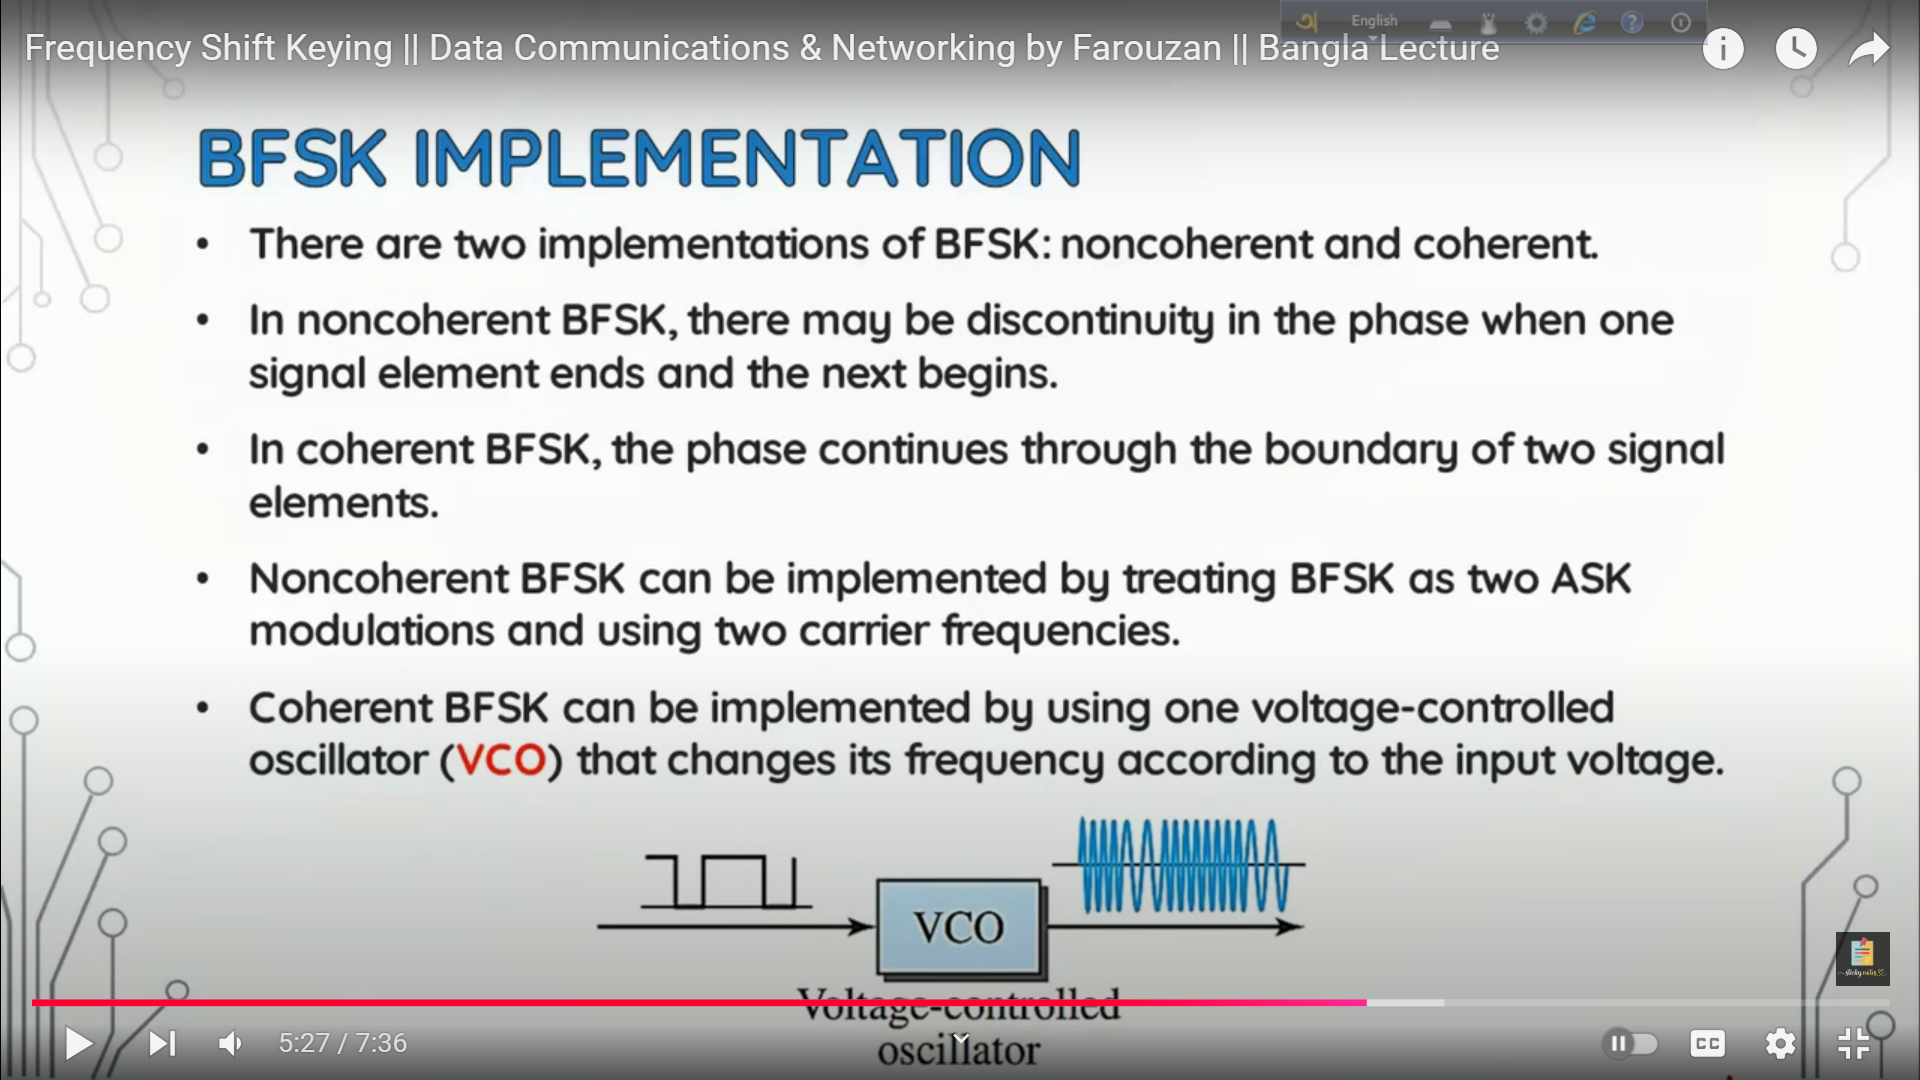 English
Frequency Shift Keying || Data Communications & Networking by Farouzan || Bangla Lecture
BFSK IMPLEMENTATION
• There are two implementations of BFSK: noncoherent and coherent.
• In noncoherent BFSK, there may be discontinuity in the phase when one
signal element ends and the next begins.
• In coherent BFSK, the phase continues through the boundary of two signal
elements.
• Noncoherent BFSK can be implemented by treating BFSK as two ASK
modulations and using two carrier frequencies.
• Coherent BFSK can be implemented by using one voltage-controlled
oscillator (VCO) that changes its frequency according to the input voltage.
VCO
Voltage-controlled
oscillator
5:27 / 7:36
CC